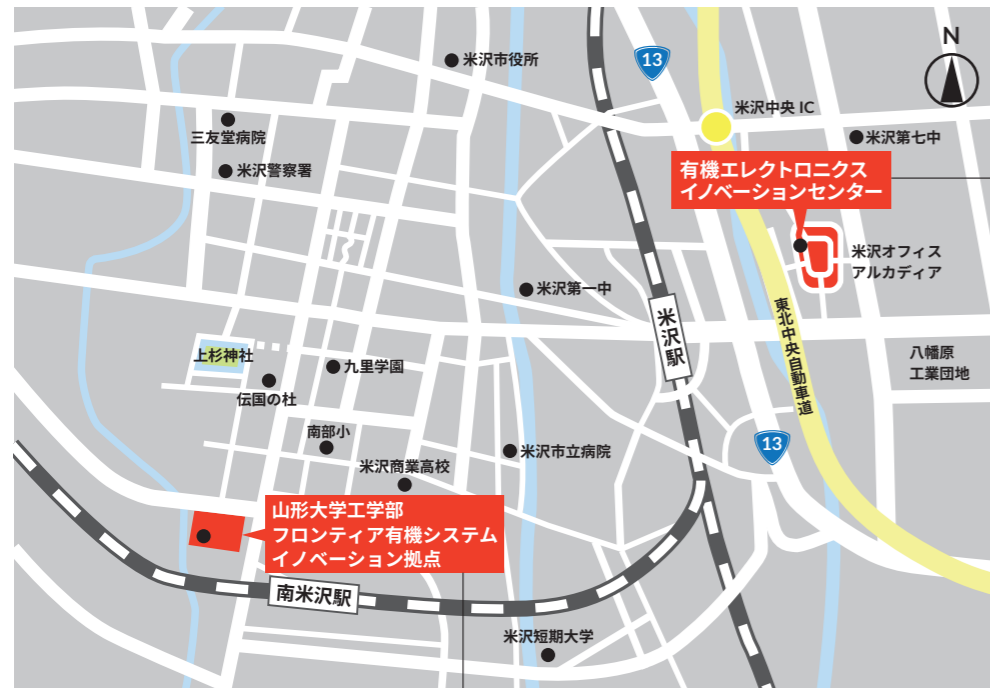 N
13
米沢市役所
米沢中央 IC
三友堂病院
米沢第七中
米沢警察署
有機エレクトロニクス
イノベーションセンター
米沢オフィス
アルカディア
米沢第一中
米沢駅
東北中央自動車道
上杉神社
九里学園
八幡原
工業団地
伝国の杜
南部小
13
米沢市立病院
米沢商業高校
山形大学工学部
フロンティア有機システム
イノベーション拠点
南米沢駅
米沢短期大学